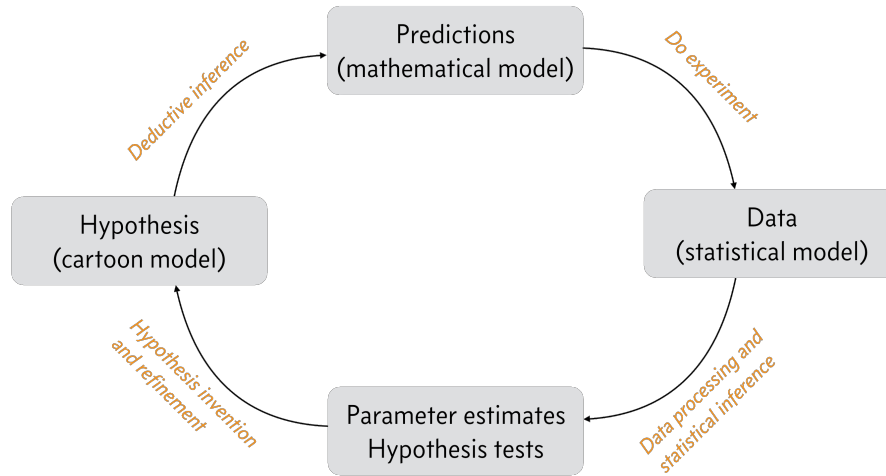 Predictions
(mathematical model)
Do experiment
Data
(statistical model)
Data processing and
statistical inference
Parameter estimates
Hypothesis tests
Hypothesis invention
and refinement
Hypothesis
(cartoon model)
Deductive inference